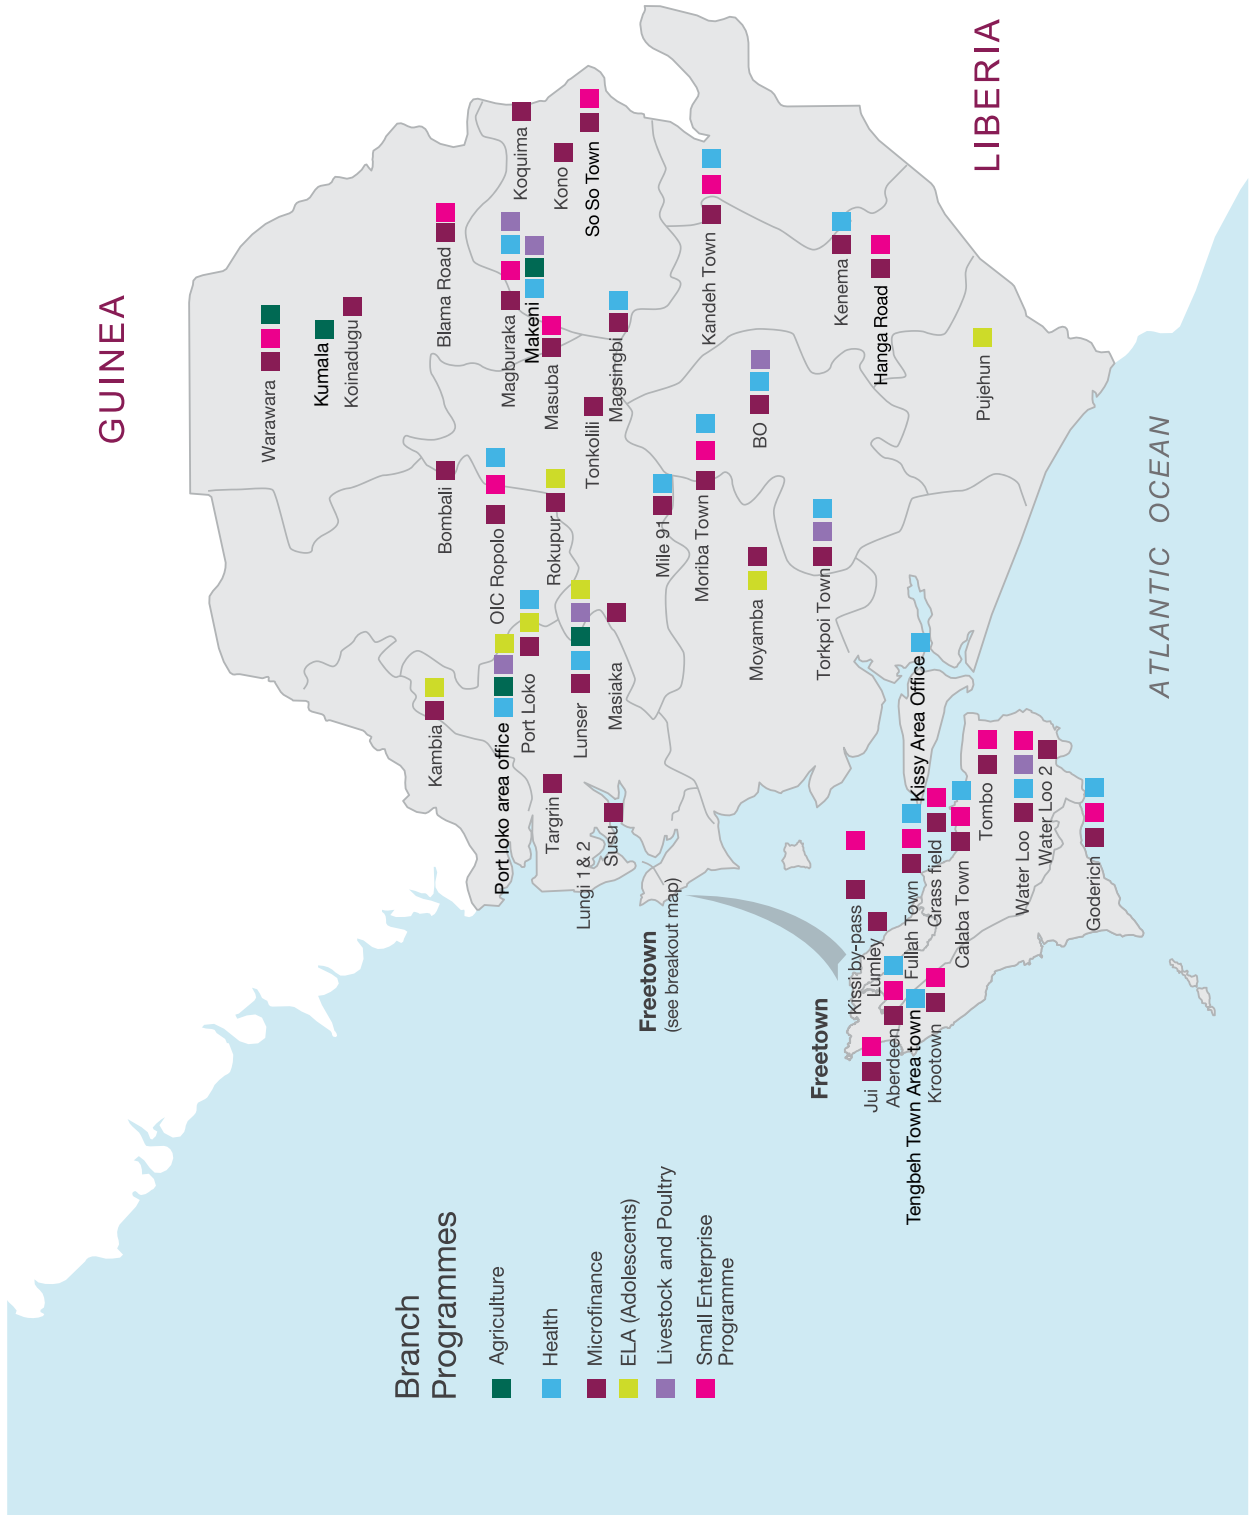 GUINEA
LIBERIA
ATLANTIC OCEAN
Warawara
Kumala
Koinadugu
Blama Road
Koquima
Kono
So So Town
Magburaka
Makeni
Masuba
Magsingbi
Tonkolili
Kandeh Town
Kenema
Hanga Road
Pujehun
BO
Bombali
OIC Ropolo
Rokupur
Mile 91
Moriba Town
Moyamba
Torkpoi Town
Kambia
Port loko area office
Port Loko
Lunser
Masiaka
Targrin
Lungi 1& 2
Susu
Freetown
(see breakout map)
Freetown
Kissy Area Office
Kissi by-pass
Lumley
Fullah Town
Grass field
Calaba Town
Tombo
Water Loo
Water Loo 2
Goderich
Jui
Aberdeen
Tengbeh Town Area town
Krootown
Branch
Programmes
Agriculture
Health
Microfinance
ELA (Adolescents)
Livestock and Poultry
Small Enterprise
Programme